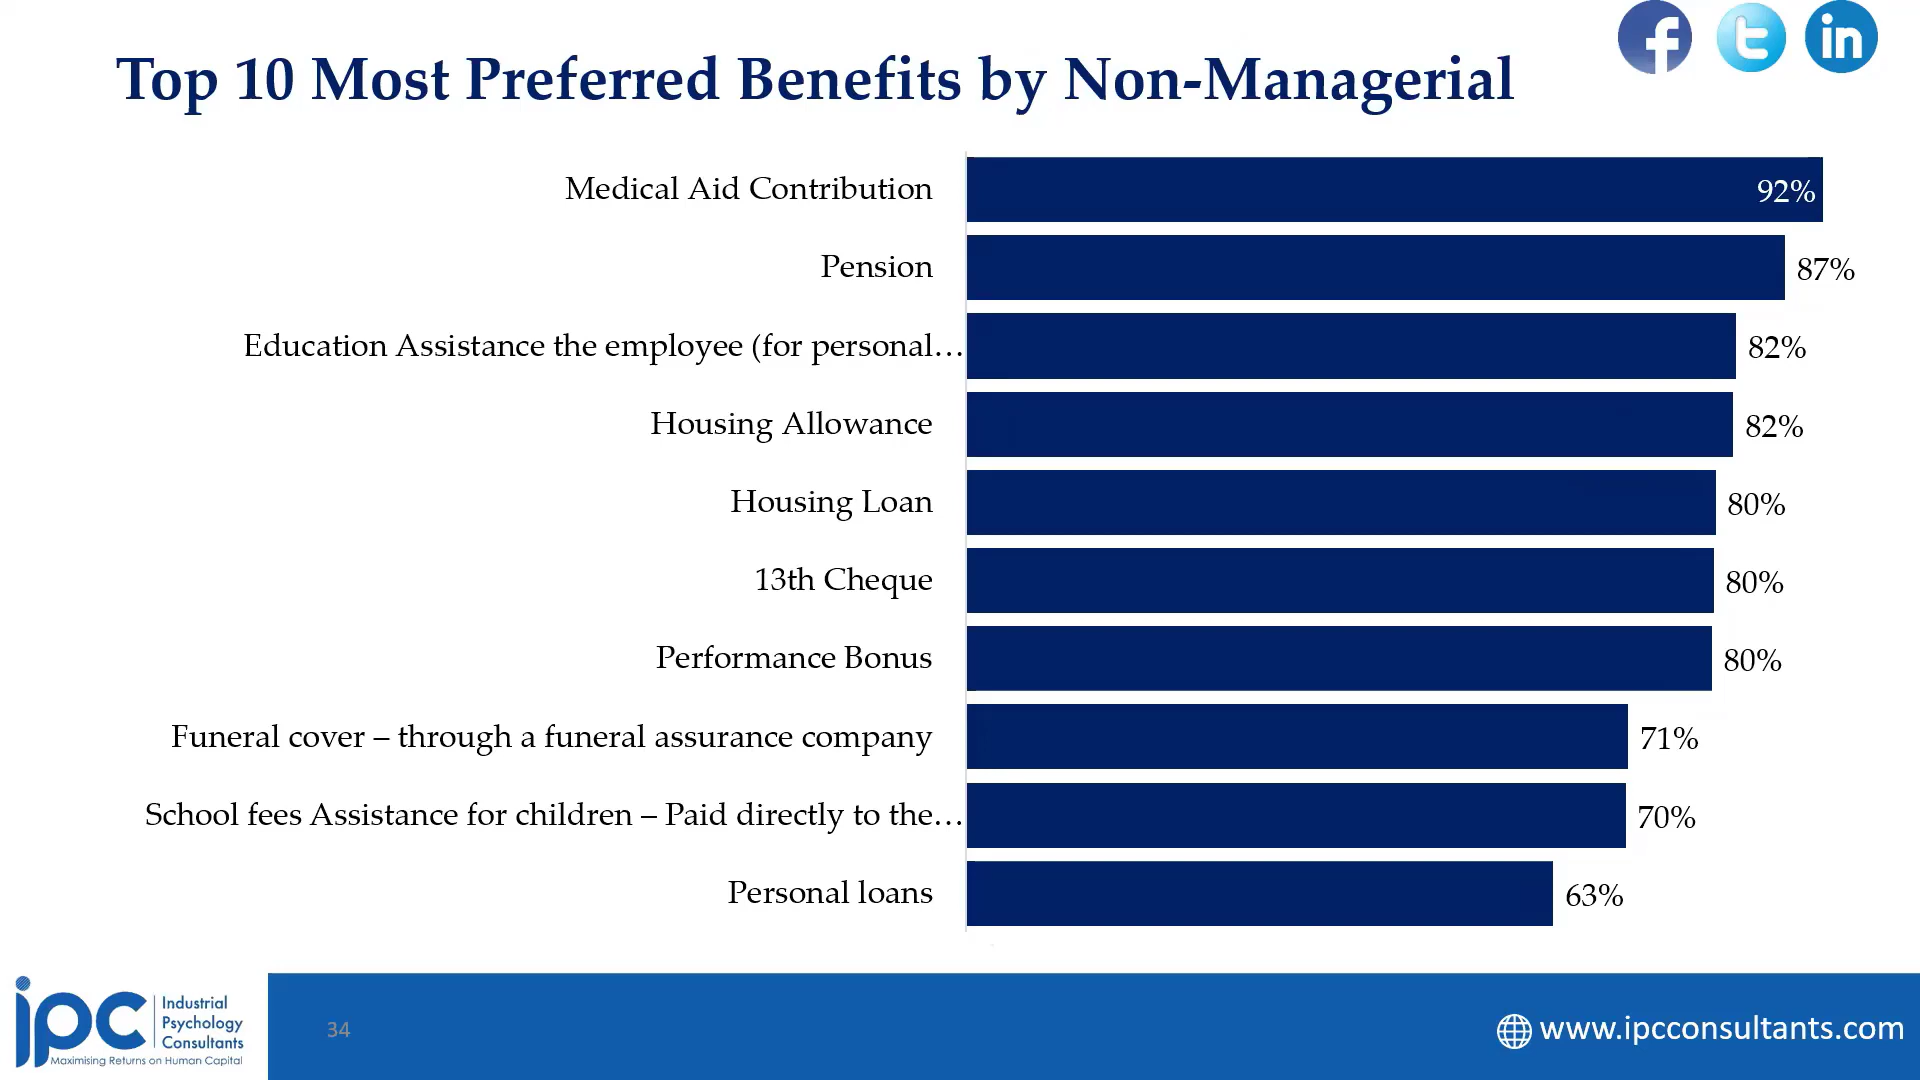 Top 10 Most Preferred Benefits by Non-Managerial
Medical Aid Contribution 92%
Pension 87%
Education Assistance the employee (for personal… 82%
Housing Allowance 82%
Housing Loan 80%
13th Cheque 80%
Performance Bonus 80%
Funeral cover – through a funeral assurance company 71%
School fees Assistance for children – Paid directly to the… 70%
Personal loans 63%
ipc
Industrial
Psychology
Consultants
Maximising Returns on Human Capital
34
www.ipcconsultants.com